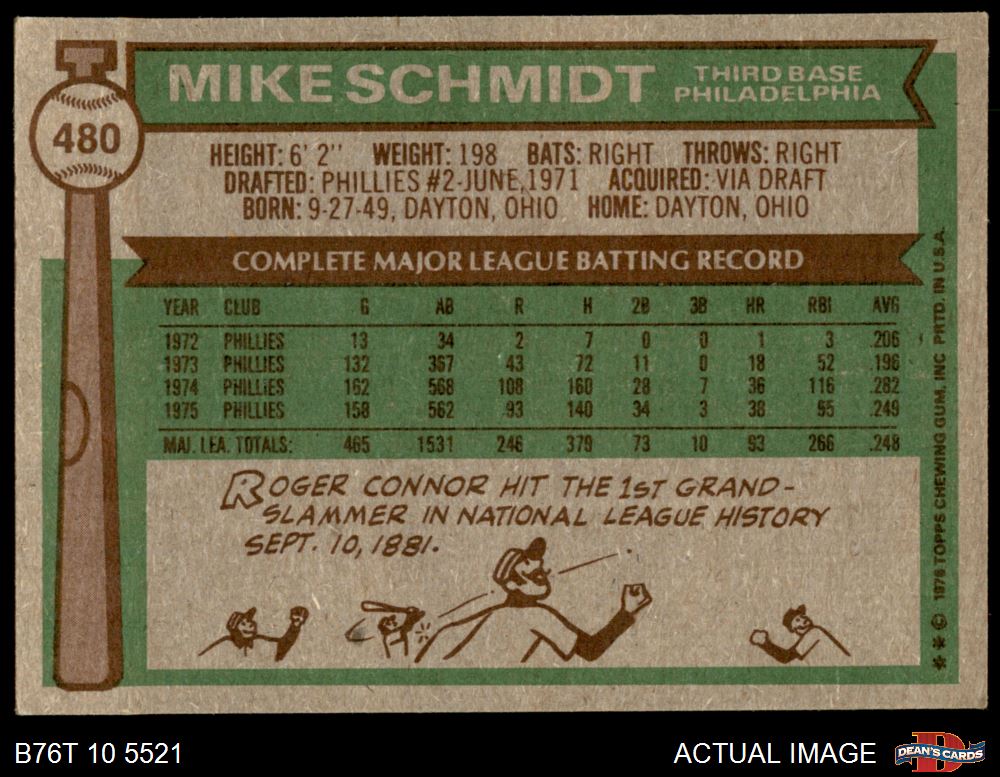 MIKE SCHMIDT THIRD BASE PHILADELPHIA
480
HEIGHT: 6' 2" WEIGHT: 198 BATS: RIGHT THROWS: RIGHT
DRAFTED: PHILLIES #2-JUNE, 1971 ACQUIRED: VIA DRAFT
BORN: 9-27-49, DAYTON, OHIO HOME: DAYTON, OHIO
COMPLETE MAJOR LEAGUE BATTING RECORD
YEAR CLUB G AB R H 2B 3B HR RBI AVG
1972 PHILLIES 13 34 2 7 0 0 1 3 .206
1973 PHILLIES 132 367 43 72 11 0 18 52 .196
1974 PHILLIES 162 568 108 160 28 7 36 116 .282
1975 PHILLIES 158 562 93 140 34 3 38 95 .249
MAJ. LEA. TOTALS: 465 1531 246 379 73 10 93 266 .248
ROGER CONNOR HIT THE 1ST GRAND-
SLAMMER IN NATIONAL LEAGUE HISTORY
SEPT. 10, 1881.
** © 1976 TOPPS CHEWING GUM, INC PRTD. IN U.S.A.
B76T 10 5521 ACTUAL IMAGE
DEAN'S CARDS